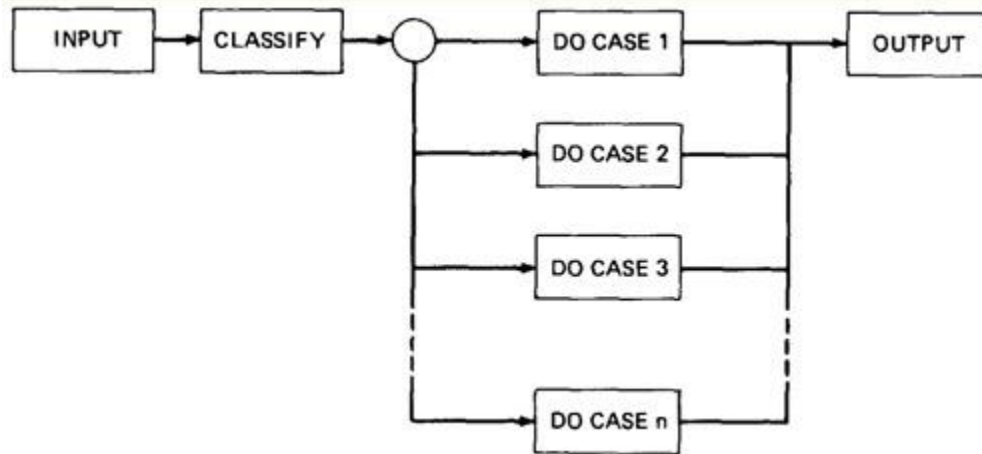 INPUT
CLASSIFY
DO CASE 1
OUTPUT
DO CASE 2
DO CASE 3
DO CASE n